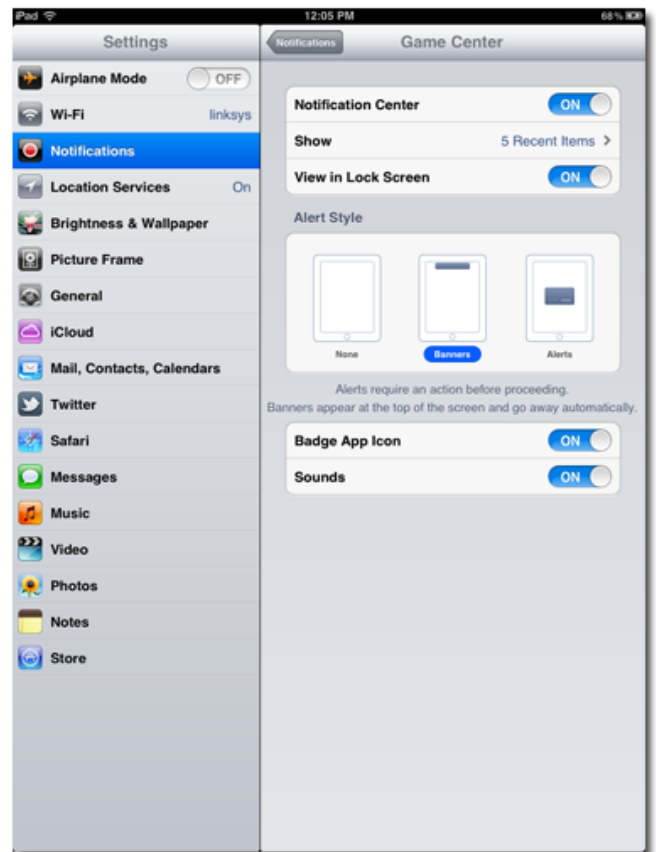 iPad 12:05 PM 68%
Settings
Notifications Game Center
Airplane Mode OFF
Wi-Fi linksys
Notifications
Location Services On
Brightness & Wallpaper
Picture Frame
General
iCloud
Mail, Contacts, Calendars
Twitter
Safari
Messages
Music
Video
Photos
Notes
Store
Notification Center ON
Show 5 Recent Items >
View in Lock Screen ON
Alert Style
None Banners Alerts
Alerts require an action before proceeding.
Banners appear at the top of the screen and go away automatically.
Badge App Icon ON
Sounds ON